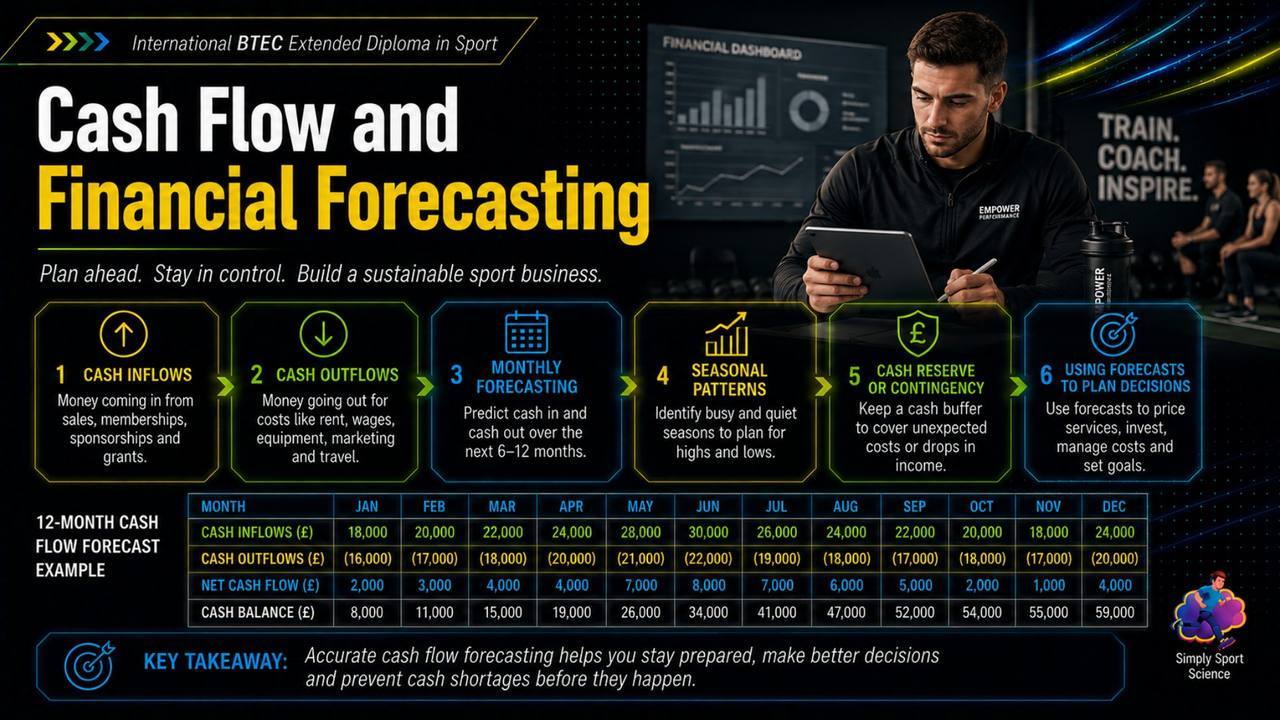 International BTEC Extended Diploma in Sport
Cash Flow and
Financial Forecasting
Plan ahead. Stay in control. Build a sustainable sport business.
FINANCIAL DASHBOARD
TRAIN.
COACH.
INSPIRE.
EMPOWER
PERFORMANCE
1 CASH INFLOWS
Money coming in from
sales, memberships,
sponsorships and
grants.
2 CASH OUTFLOWS
Money going out for
costs like rent, wages,
equipment, marketing
and travel.
3 MONTHLY
FORECASTING
Predict cash in and
cash out over the
next 6–12 months.
4 SEASONAL
PATTERNS
Identify busy and quiet
seasons to plan for
highs and lows.
£
5 CASH RESERVE
OR CONTINGENCY
Keep a cash buffer
to cover unexpected
costs or drops in
income.
6 USING FORECASTS
TO PLAN DECISIONS
Use forecasts to price
services, invest,
manage costs and
set goals.
12-MONTH CASH
FLOW FORECAST
EXAMPLE
MONTH JAN FEB MAR APR MAY JUN JUL AUG SEP OCT NOV DEC
CASH INFLOWS (£) 18,000 20,000 22,000 24,000 28,000 30,000 26,000 24,000 22,000 20,000 18,000 24,000
CASH OUTFLOWS (£) (16,000) (17,000) (18,000) (20,000) (21,000) (22,000) (19,000) (18,000) (17,000) (18,000) (17,000) (20,000)
NET CASH FLOW (£) 2,000 3,000 4,000 4,000 7,000 8,000 7,000 6,000 5,000 2,000 1,000 4,000
CASH BALANCE (£) 8,000 11,000 15,000 19,000 26,000 34,000 41,000 47,000 52,000 54,000 55,000 59,000
KEY TAKEAWAY: Accurate cash flow forecasting helps you stay prepared, make better decisions
and prevent cash shortages before they happen.
Simply Sport
Science